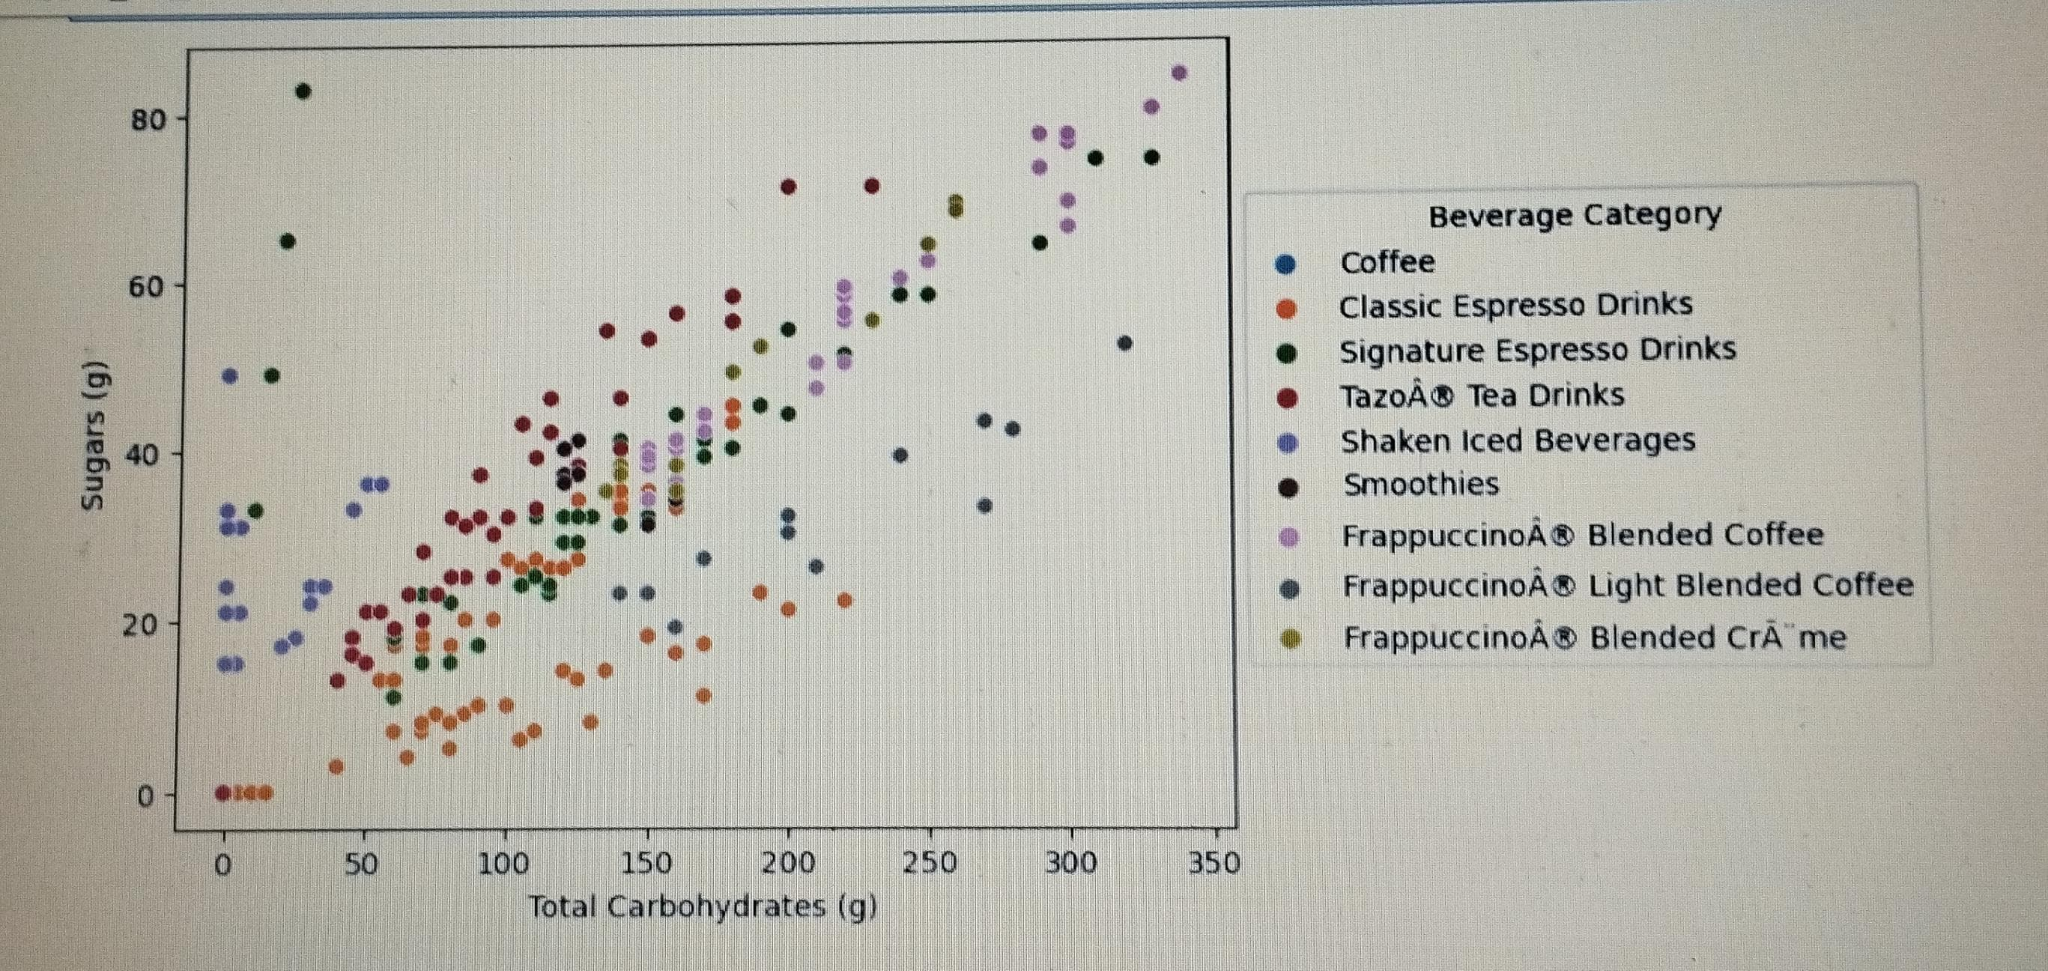 80
60
40
20
0
Sugars (g)
0 50 100 150 200 250 300 350
Total Carbohydrates (g)
Beverage Category
Coffee
Classic Espresso Drinks
Signature Espresso Drinks
TazoÂ® Tea Drinks
Shaken Iced Beverages
Smoothies
FrappuccinoÂ® Blended Coffee
FrappuccinoÂ® Light Blended Coffee
FrappuccinoÂ® Blended CrÃ¨me